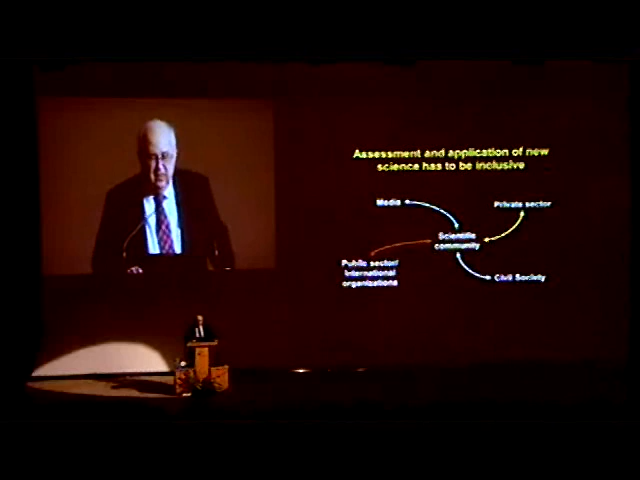 Assessment and application of new
science has to be inclusive
Media
Private sector
Scientific
community
Public sector/
International
organizations
Civil Society